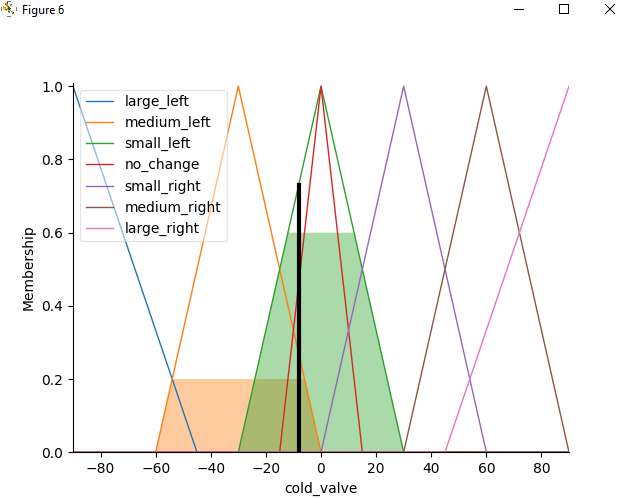 Figure 6
1.0
0.8
0.6
0.4
0.2
0.0
Membership
large_left
medium_left
small_left
no_change
small_right
medium_right
large_right
−80 −60 −40 −20 0 20 40 60 80
cold_valve